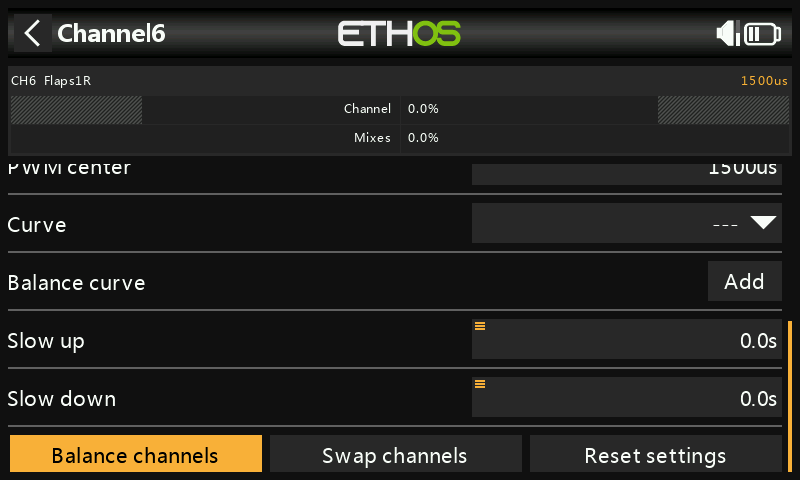 Channel6
ETHOS
CH6 Flaps1R
1500us
Channel 0.0%
Mixes 0.0%
PWM center 1500us
Curve ---
Balance curve Add
Slow up 0.0s
Slow down 0.0s
Balance channels Swap channels Reset settings